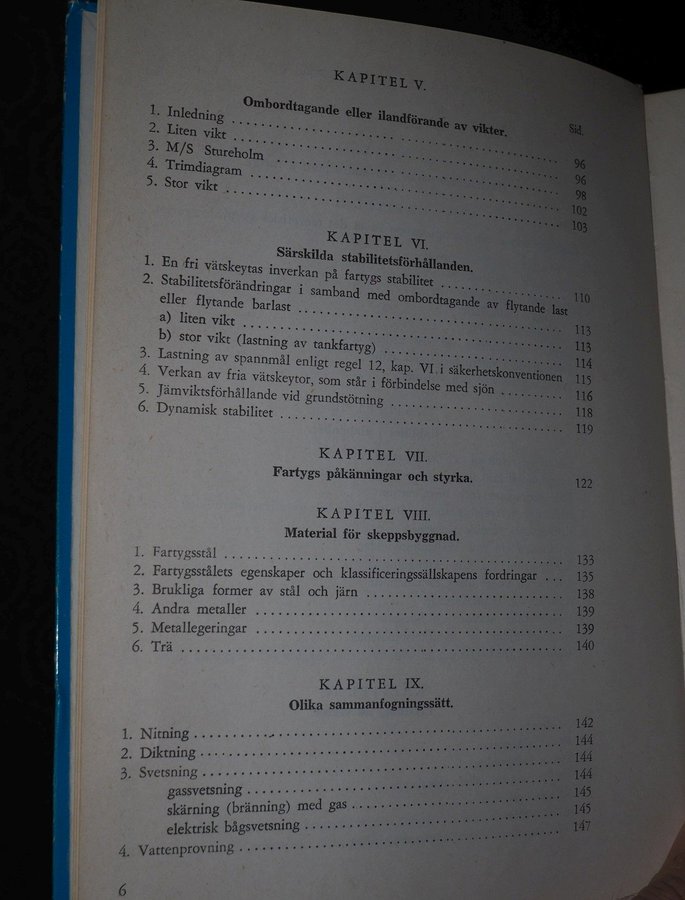 KAPITEL V.
Ombordtagande eller ilandförande av vikter.
Sid.
1. Inledning ........ 96
2. Liten vikt ........ 96
3. M/S Stureholm ........ 98
4. Trimdiagram ........ 102
5. Stor vikt ........ 103
KAPITEL VI.
Särskilda stabilitetsförhållanden.
1. En fri vätskeytas inverkan på fartygs stabilitet ........ 110
2. Stabilitetsförändringar i samband med ombordtagande av flytande last
eller flytande barlast ........ 113
a) liten vikt ........ 113
b) stor vikt (lastning av tankfartyg) ........ 114
3. Lastning av spannmål enligt regel 12, kap. VI i säkerhetskonventionen 115
4. Verkan av fria vätskeytor, som står i förbindelse med sjön ........ 116
5. Jämviktsförhållande vid grundstötning ........ 118
6. Dynamisk stabilitet ........ 119
KAPITEL VII.
Fartygs påkänningar och styrka. 122
KAPITEL VIII.
Material för skeppsbyggnad.
1. Fartygsstål ........ 133
2. Fartygsstålets egenskaper och klassificeringssällskapens fordringar ... 135
3. Brukliga former av stål och järn ........ 138
4. Andra metaller ........ 139
5. Metallegeringar ........ 139
6. Trä ........ 140
KAPITEL IX.
Olika sammanfogningssätt.
1. Nitning ........ 142
2. Diktning ........ 144
3. Svetsning ........ 144
gassvetsning ........ 144
skärning (bränning) med gas ........ 145
elektrisk bågsvetsning ........ 145
4. Vattenprovning ........ 147
6